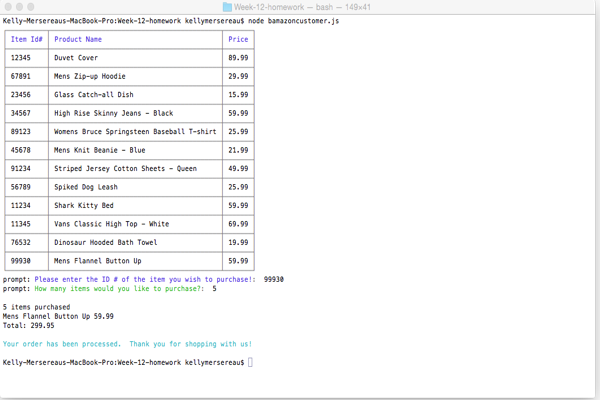 Week-12-homework — bash — 149×41
Kelly-Mersereaus-MacBook-Pro:Week-12-homework kellymersereau$ node bamazoncustomer.js
Item Id# Product Name Price
12345 Duvet Cover 89.99
67891 Mens Zip-up Hoodie 29.99
23456 Glass Catch-all Dish 15.99
34567 High Rise Skinny Jeans - Black 59.99
89123 Womens Bruce Springsteen Baseball T-shirt 25.99
45678 Mens Knit Beanie - Blue 21.99
91234 Striped Jersey Cotton Sheets - Queen 49.99
56789 Spiked Dog Leash 25.99
11234 Shark Kitty Bed 59.99
11345 Vans Classic High Top - White 69.99
76532 Dinosaur Hooded Bath Towel 19.99
99930 Mens Flannel Button Up 59.99
prompt: Please enter the ID # of the item you wish to purchase!:  99930
prompt: How many items would you like to purchase?:  5
5 items purchased
Mens Flannel Button Up 59.99
Total: 299.95
Your order has been processed.  Thank you for shopping with us!
Kelly-Mersereaus-MacBook-Pro:Week-12-homework kellymersereau$